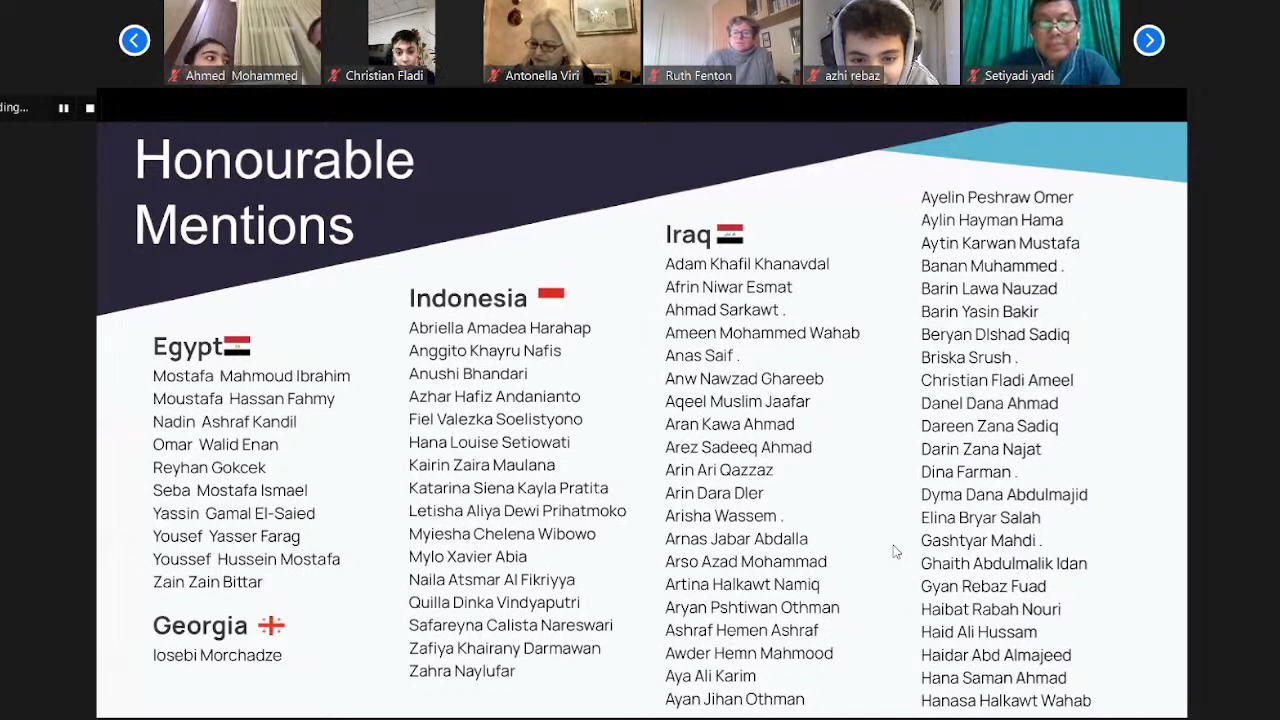 Ahmed Mohammed
Christian Fladi
Antonella Viri
Ruth Fenton
azhi rebaz
Setiyadi yadi
ding...
Honourable
Mentions
Egypt
Mostafa Mahmoud Ibrahim
Moustafa Hassan Fahmy
Nadin Ashraf Kandil
Omar Walid Enan
Reyhan Gokcek
Seba Mostafa Ismael
Yassin Gamal El-Saied
Yousef Yasser Farag
Youssef Hussein Mostafa
Zain Zain Bittar
Georgia
Iosebi Morchadze
Indonesia
Abriella Amadea Harahap
Anggito Khayru Nafis
Anushi Bhandari
Azhar Hafiz Andanianto
Fiel Valezka Soelistyono
Hana Louise Setiowati
Kairin Zaira Maulana
Katarina Siena Kayla Pratita
Letisha Aliya Dewi Prihatmoko
Myiesha Chelena Wibowo
Mylo Xavier Abia
Naila Atsmar Al Fikriyya
Quilla Dinka Vindyaputri
Safareyna Calista Nareswari
Zafiya Khairany Darmawan
Zahra Naylufar
Iraq
Adam Khafil Khanavdal
Afrin Niwar Esmat
Ahmad Sarkawt .
Ameen Mohammed Wahab
Anas Saif .
Anw Nawzad Ghareeb
Aqeel Muslim Jaafar
Aran Kawa Ahmad
Arez Sadeeq Ahmad
Arin Ari Qazzaz
Arin Dara Dler
Arisha Wassem .
Arnas Jabar Abdalla
Arso Azad Mohammad
Artina Halkawt Namiq
Aryan Pshtiwan Othman
Ashraf Hemen Ashraf
Awder Hemn Mahmood
Aya Ali Karim
Ayan Jihan Othman
Ayelin Peshraw Omer
Aylin Hayman Hama
Aytin Karwan Mustafa
Banan Muhammed .
Barin Lawa Nauzad
Barin Yasin Bakir
Beryan Dlshad Sadiq
Briska Srush .
Christian Fladi Ameel
Danel Dana Ahmad
Dareen Zana Sadiq
Darin Zana Najat
Dina Farman .
Dyma Dana Abdulmajid
Elina Bryar Salah
Gashtyar Mahdi .
Ghaith Abdulmalik Idan
Gyan Rebaz Fuad
Haibat Rabah Nouri
Haid Ali Hussam
Haidar Abd Almajeed
Hana Saman Ahmad
Hanasa Halkawt Wahab